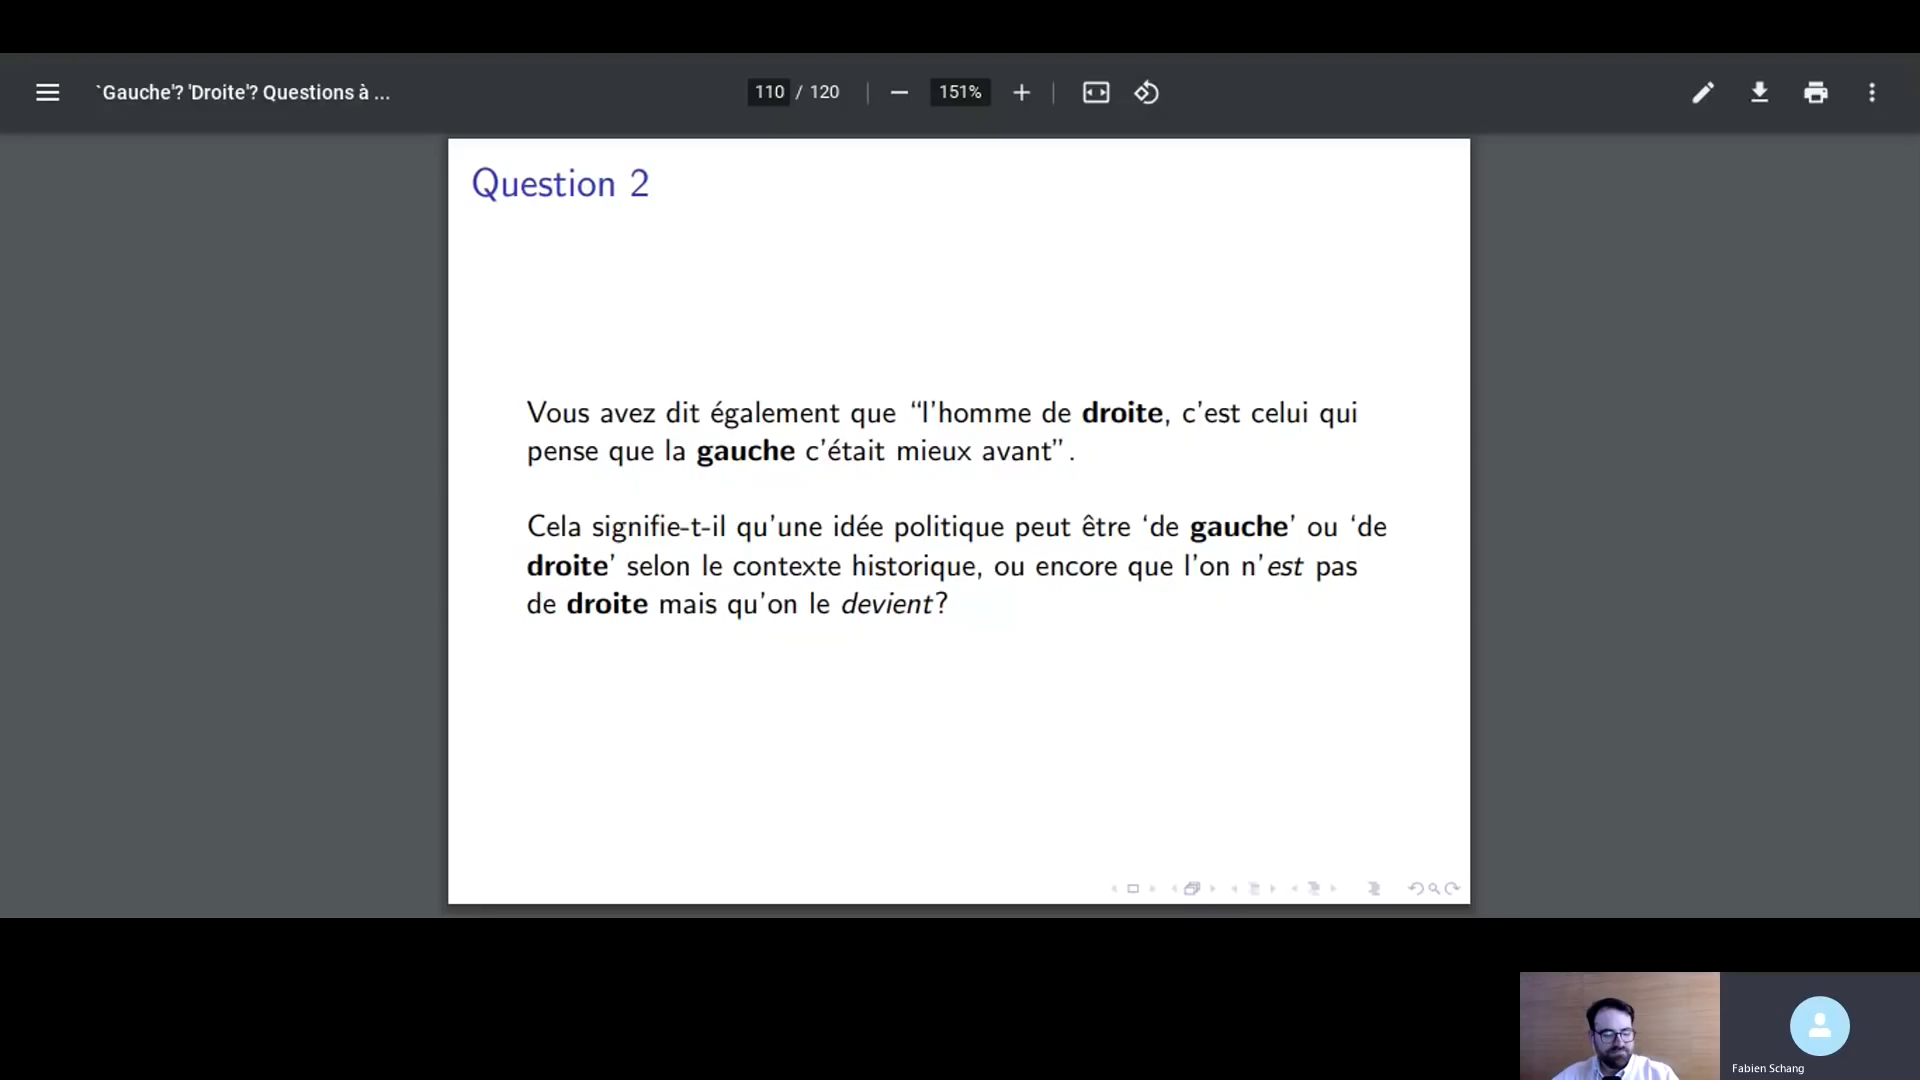 `Gauche'? 'Droite'? Questions à ...
110 / 120
151%
Question 2
Vous avez dit également que “l'homme de droite, c'est celui qui
pense que la gauche c'était mieux avant”.
Cela signifie-t-il qu'une idée politique peut être ‘de gauche’ ou ‘de
droite’ selon le contexte historique, ou encore que l'on n'est pas
de droite mais qu'on le devient?
Fabien Schang